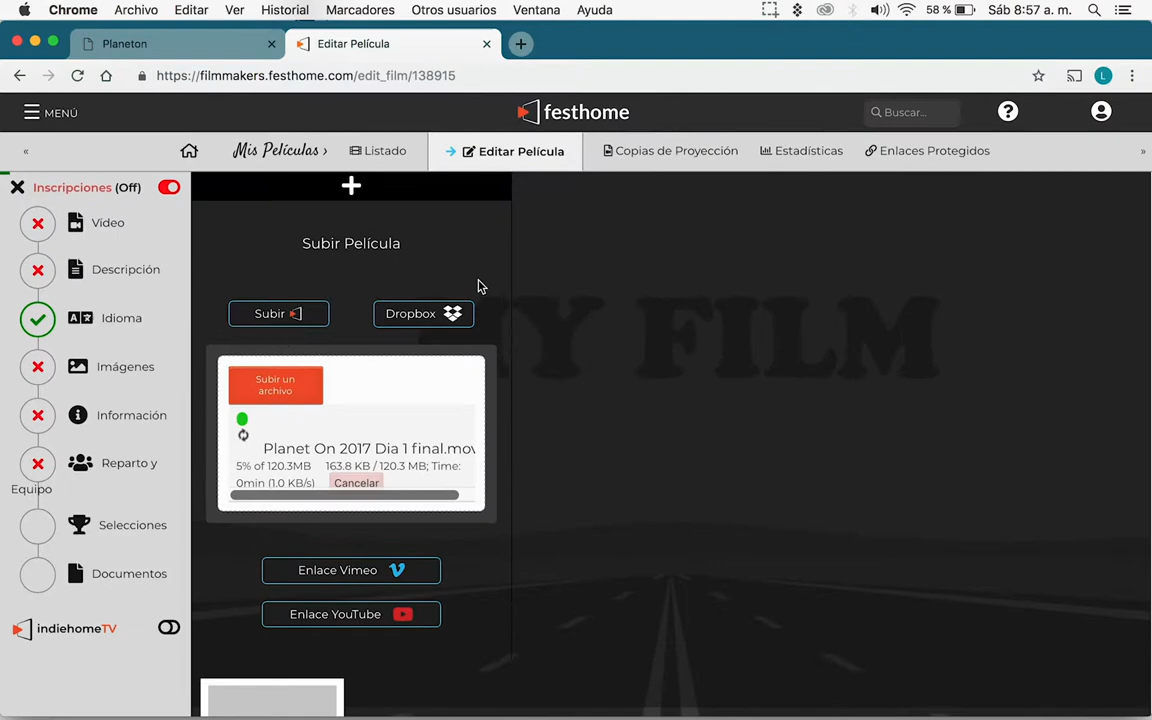 Chrome Archivo Editar Ver Historial Marcadores Otros usuarios Ventana Ayuda 58 % Sáb 8:57 a. m.
Planeton Editar Película
https://filmmakers.festhome.com/edit_film/138915 L
MENÚ festhome Buscar...
« Mis Películas › Listado Editar Película Copias de Proyección Estadísticas Enlaces Protegidos »
Inscripciones (Off)
Vídeo
Descripción
Idioma
Imágenes
Información
Reparto y
Equipo
Selecciones
Documentos
indiehomeTV
Subir Película
Subir Dropbox
Subir un
archivo
Planet On 2017 Dia 1 final.mov
5% of 120.3MB 163.8 KB / 120.3 MB; Time:
0min (1.0 KB/s) Cancelar
Enlace Vimeo
Enlace YouTube
MY FILM